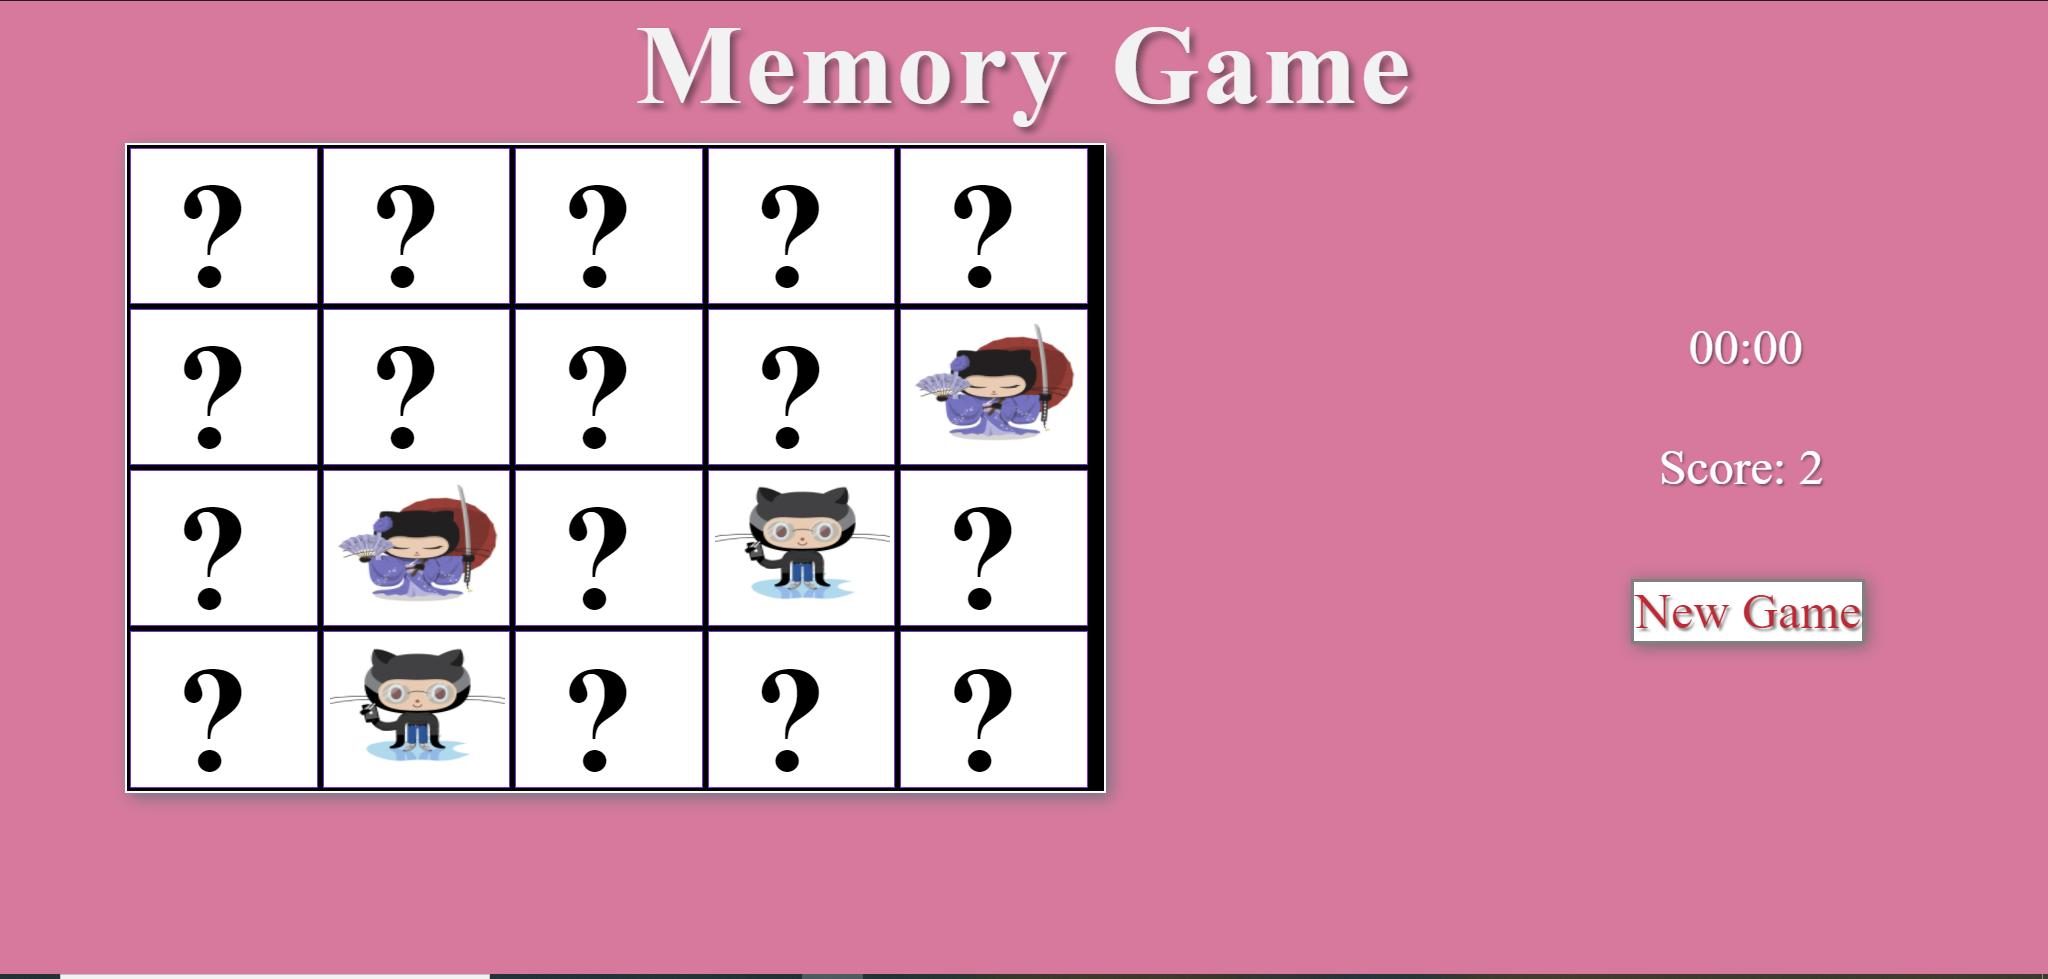 Memory Game
? ? ? ? ?
? ? ? ?
? ? ?
? ? ? ?
00:00
Score: 2
New Game